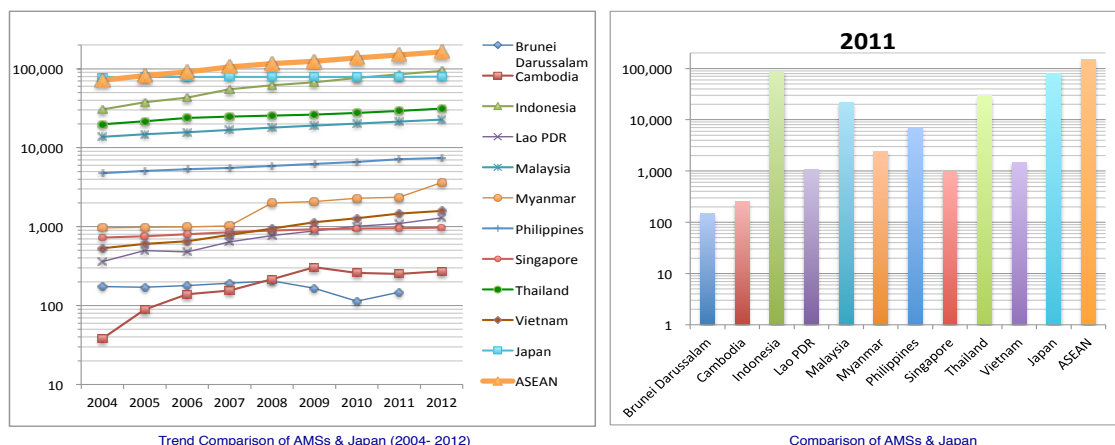 100,000
10,000
1,000
100
10
2004 2005 2006 2007 2008 2009 2010 2011 2012
Brunei
Darussalam
Cambodia
Indonesia
Lao PDR
Malaysia
Myanmar
Philippines
Singapore
Thailand
Vietnam
Japan
ASEAN
Trend Comparison of AMSs & Japan (2004- 2012)
2011
100,000
10,000
1,000
100
10
1
Brunei Darussalam
Cambodia
Indonesia
Lao PDR
Malaysia
Myanmar
Philippines
Singapore
Thailand
Vietnam
Japan
ASEAN
Comparison of AMSs & Japan